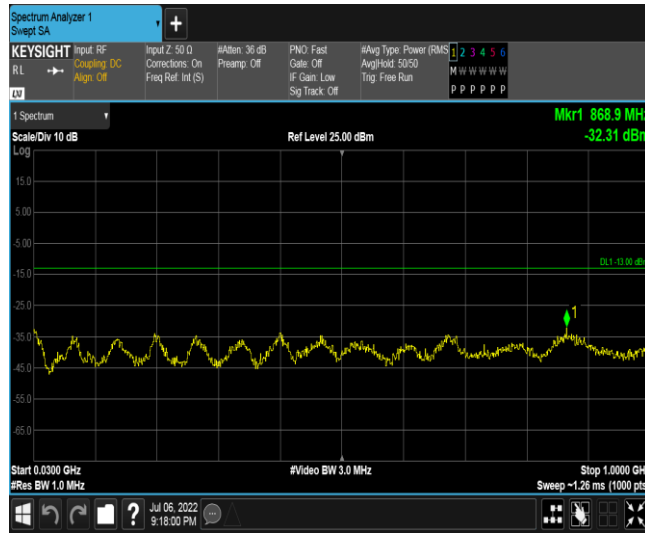 Spectrum Analyzer 1
Swept SA
+
KEYSIGHT Input: RF Input Z: 50 Ω #Atten: 36 dB PNO: Fast #Avg Type: Power (RMS 1 2 3 4 5 6
RL Coupling: DC Corrections: On Preamp: Off Gate: Off Avg|Hold: 50/50 M W W W W W
Align: Off Freq Ref: Int (S) IF Gain: Low Trig: Free Run
LXI Sig Track: Off P P P P P P
1 Spectrum Mkr1 868.9 MHz
Scale/Div 10 dB Ref Level 25.00 dBm -32.31 dBm
Log
15.0
5.00
-5.00
DL1 -13.00 dBm
-15.0
-25.0
1
-35.0
-45.0
-55.0
-65.0
Start 0.0300 GHz #Video BW 3.0 MHz Stop 1.0000 GH
#Res BW 1.0 MHz Sweep ~1.26 ms (1000 pts
? Jul 06, 2022
9:18:00 PM